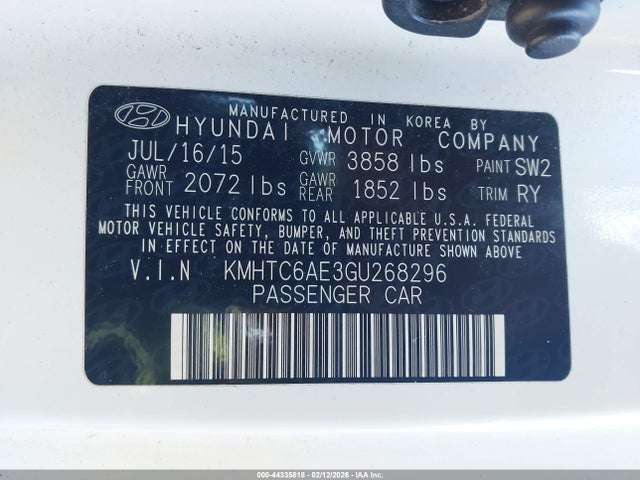 MANUFACTURED IN KOREA BY
HYUNDAI MOTOR COMPANY
JUL/16/15 GVWR 3858 lbs PAINT SW2
GAWR FRONT 2072 lbs GAWR REAR 1852 lbs TRIM RY
THIS VEHICLE CONFORMS TO ALL APPLICABLE U.S.A. FEDERAL
MOTOR VEHICLE SAFETY, BUMPER, AND THEFT PREVENTION
STANDARDS IN EFFECT ON THE DATE OF MANUFACTURE SHOWN ABOVE
V.I.N KMHTC6AE3GU268296
PASSENGER CAR
000-44335818 - 02/12/2026 - © IAA Holdings, LLC